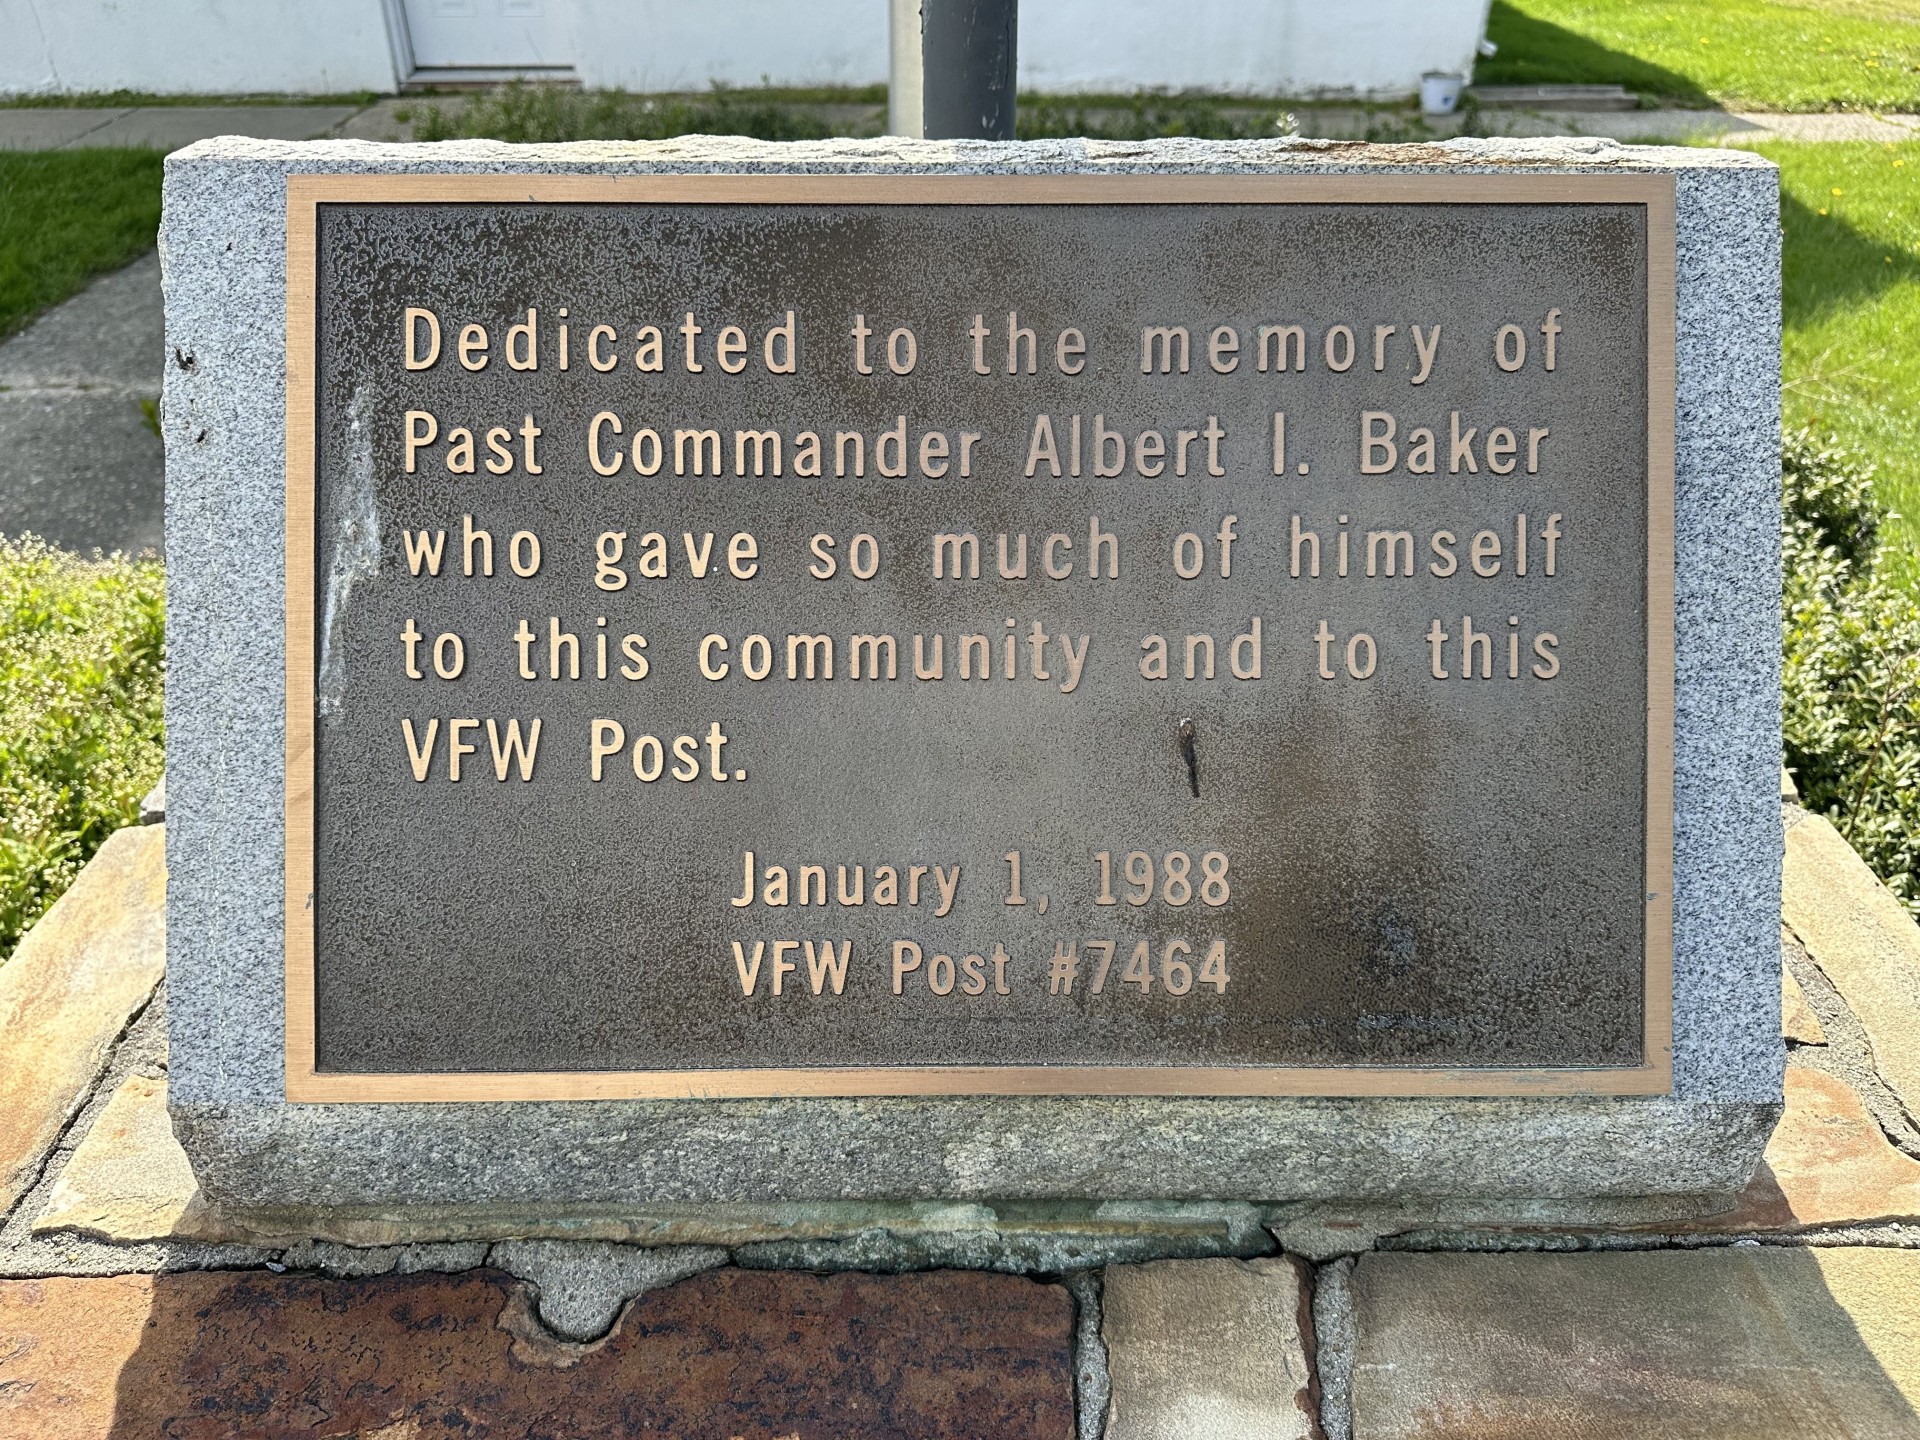 Dedicated to the memory of
Past Commander Albert I. Baker
who gave so much of himself
to this community and to this
VFW Post.
January 1, 1988
VFW Post #7464